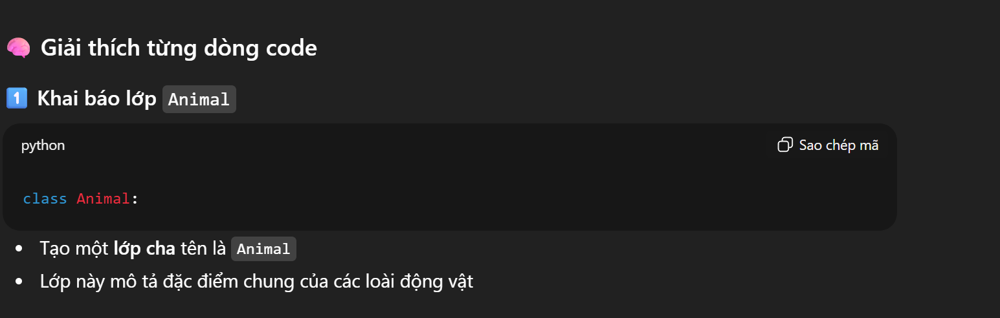 🧠 Giải thích từng dòng code
1️⃣ Khai báo lớp Animal
python
Sao chép mã
class Animal:
• Tạo một lớp cha tên là Animal
• Lớp này mô tả đặc điểm chung của các loài động vật